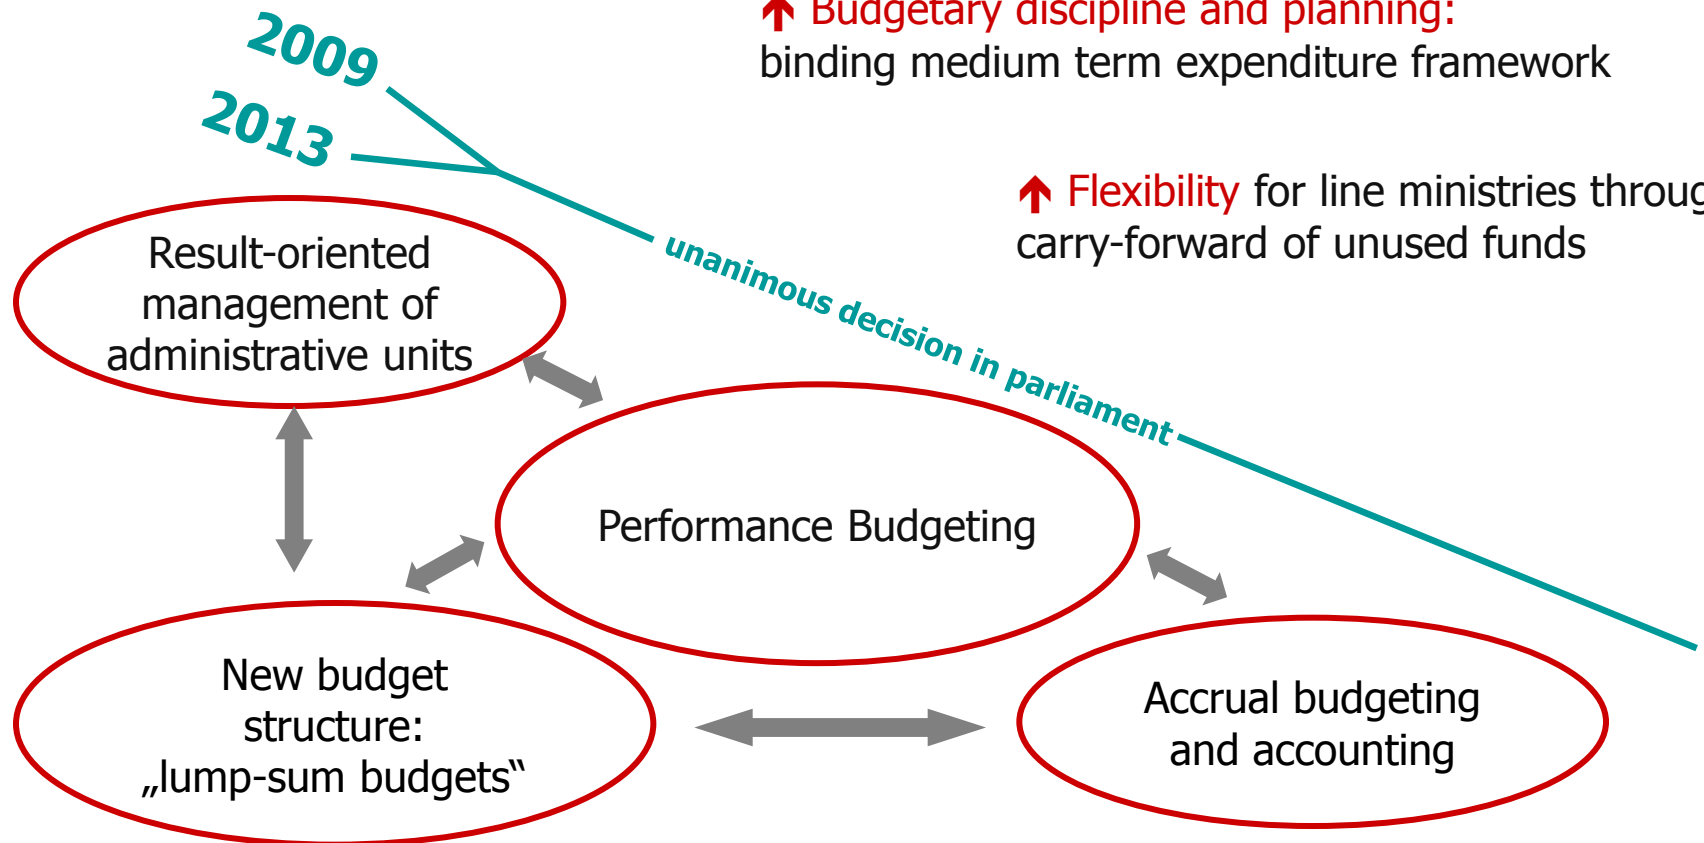 ↑ Budgetary discipline and planning:
binding medium term expenditure framework
2009
2013
↑ Flexibility for line ministries throug
carry-forward of unused funds
unanimous decision in parliament
Result-oriented
management of
administrative units
Performance Budgeting
New budget
structure:
„lump-sum budgets“
Accrual budgeting
and accounting